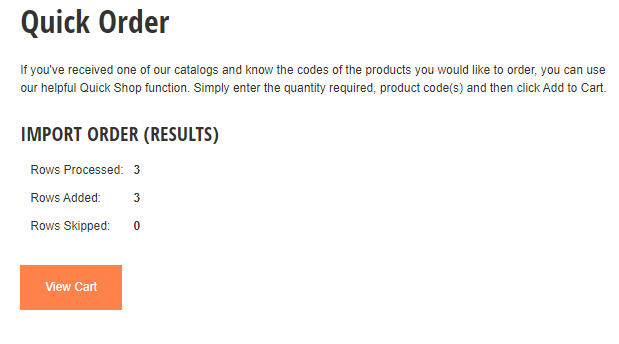 Quick Order
If you've received one of our catalogs and know the codes of the products you would like to order, you can use
our helpful Quick Shop function. Simply enter the quantity required, product code(s) and then click Add to Cart.
IMPORT ORDER (RESULTS)
Rows Processed: 3
Rows Added: 3
Rows Skipped: 0
View Cart